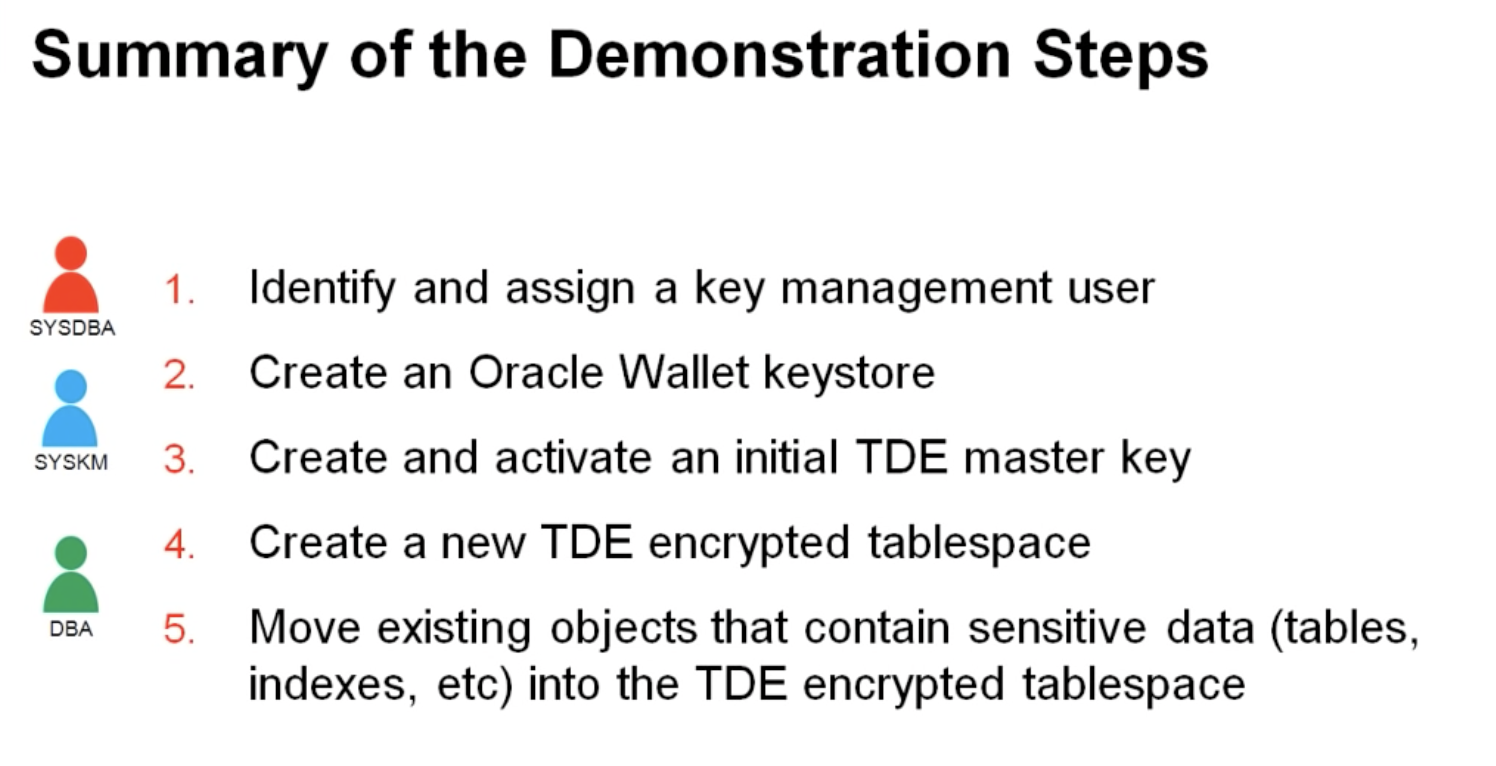 Summary of the Demonstration Steps
SYSDBA
1. Identify and assign a key management user
2. Create an Oracle Wallet keystore
SYSKM
3. Create and activate an initial TDE master key
4. Create a new TDE encrypted tablespace
DBA
5. Move existing objects that contain sensitive data (tables,
indexes, etc) into the TDE encrypted tablespace